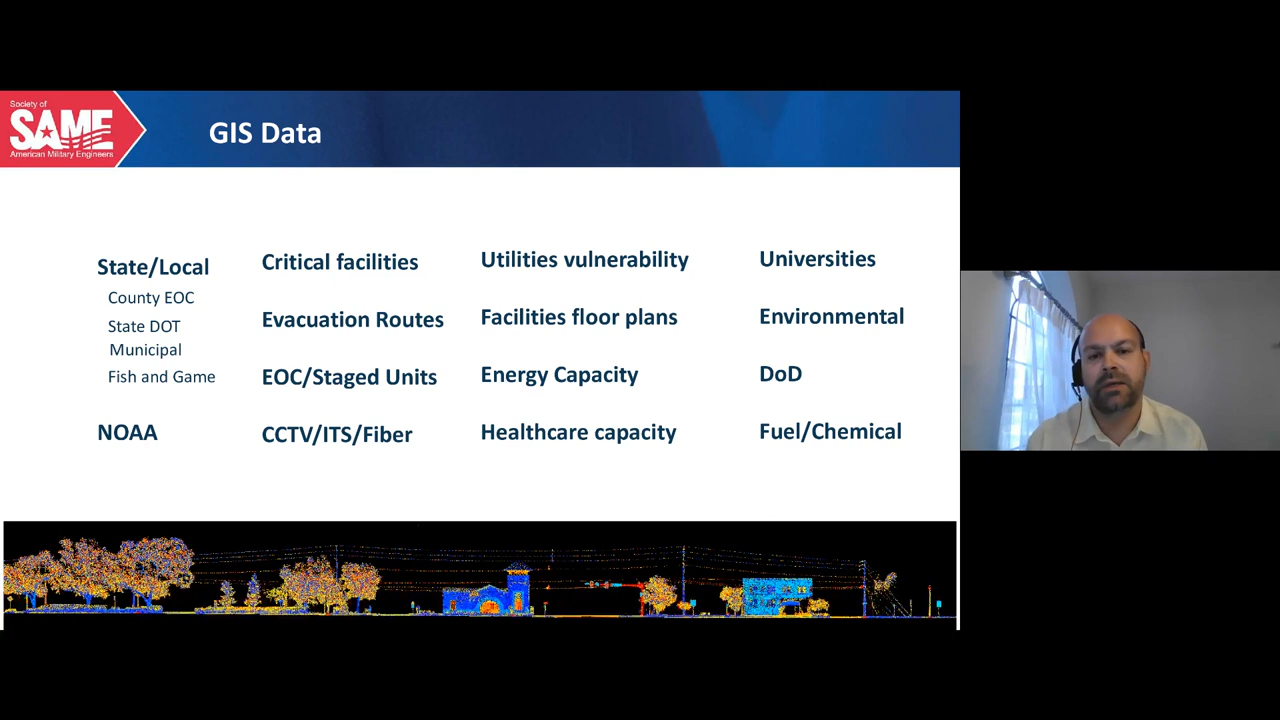 Society of
SAME
American Military Engineers
GIS Data
State/Local
County EOC
State DOT
Municipal
Fish and Game
NOAA
Critical facilities
Evacuation Routes
EOC/Staged Units
CCTV/ITS/Fiber
Utilities vulnerability
Facilities floor plans
Energy Capacity
Healthcare capacity
Universities
Environmental
DoD
Fuel/Chemical